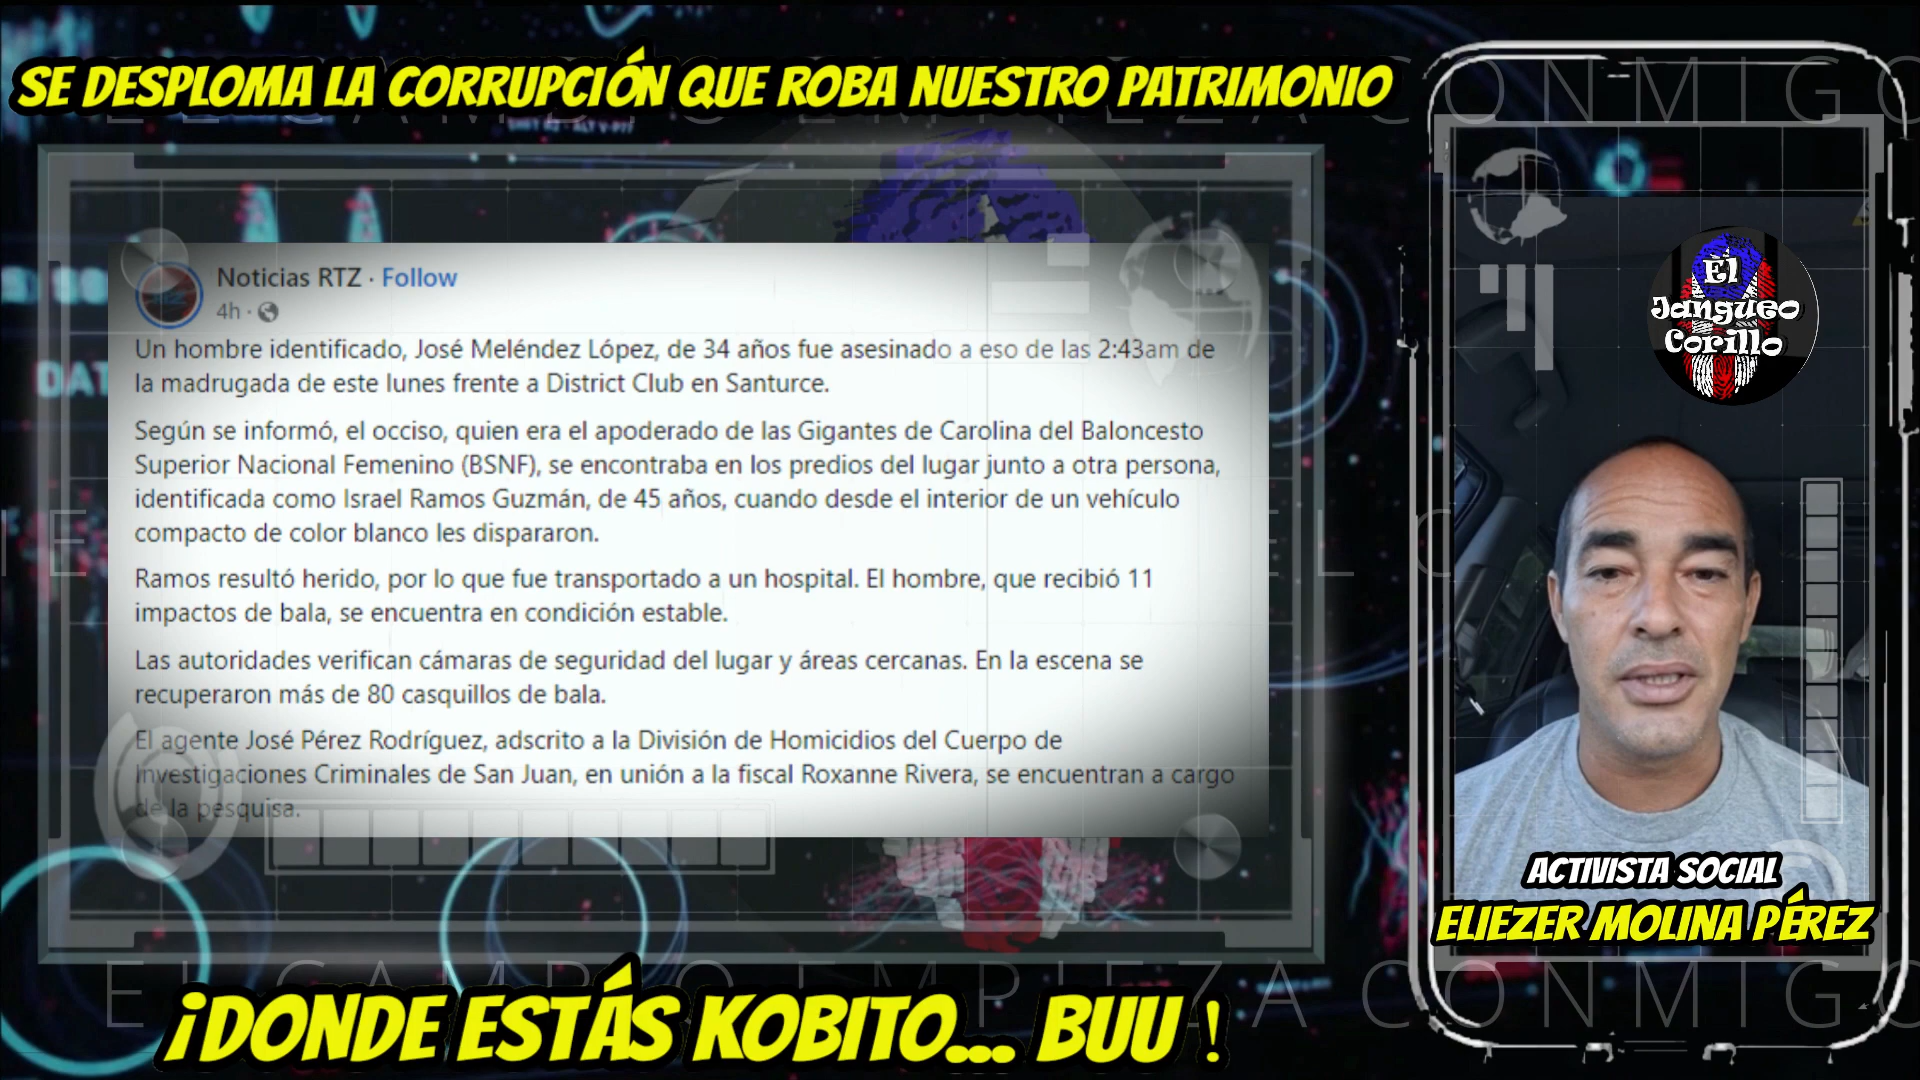 SE DESPLOMA LA CORRUPCIÓN QUE ROBA NUESTRO PATRIMONIO
EL CAMBIO EMPIEZA CONMIGO
Noticias RTZ · Follow
4h ·
Un hombre identificado, José Meléndez López, de 34 años fue asesinado a eso de las 2:43am de
la madrugada de este lunes frente a District Club en Santurce.
Según se informó, el occiso, quien era el apoderado de las Gigantes de Carolina del Baloncesto
Superior Nacional Femenino (BSNF), se encontraba en los predios del lugar junto a otra persona,
identificada como Israel Ramos Guzmán, de 45 años, cuando desde el interior de un vehículo
compacto de color blanco les dispararon.
Ramos resultó herido, por lo que fue transportado a un hospital. El hombre, que recibió 11
impactos de bala, se encuentra en condición estable.
Las autoridades verifican cámaras de seguridad del lugar y áreas cercanas. En la escena se
recuperaron más de 80 casquillos de bala.
El agente José Pérez Rodríguez, adscrito a la División de Homicidios del Cuerpo de
Investigaciones Criminales de San Juan, en unión a la fiscal Roxanne Rivera, se encuentran a cargo
de la pesquisa.
El
Jangueo
Corillo
ACTIVISTA SOCIAL
ELIEZER MOLINA PÉREZ
EL CAMBIO EMPIEZA CONMIGO
¡DONDE ESTÁS KOBITO... BUU !